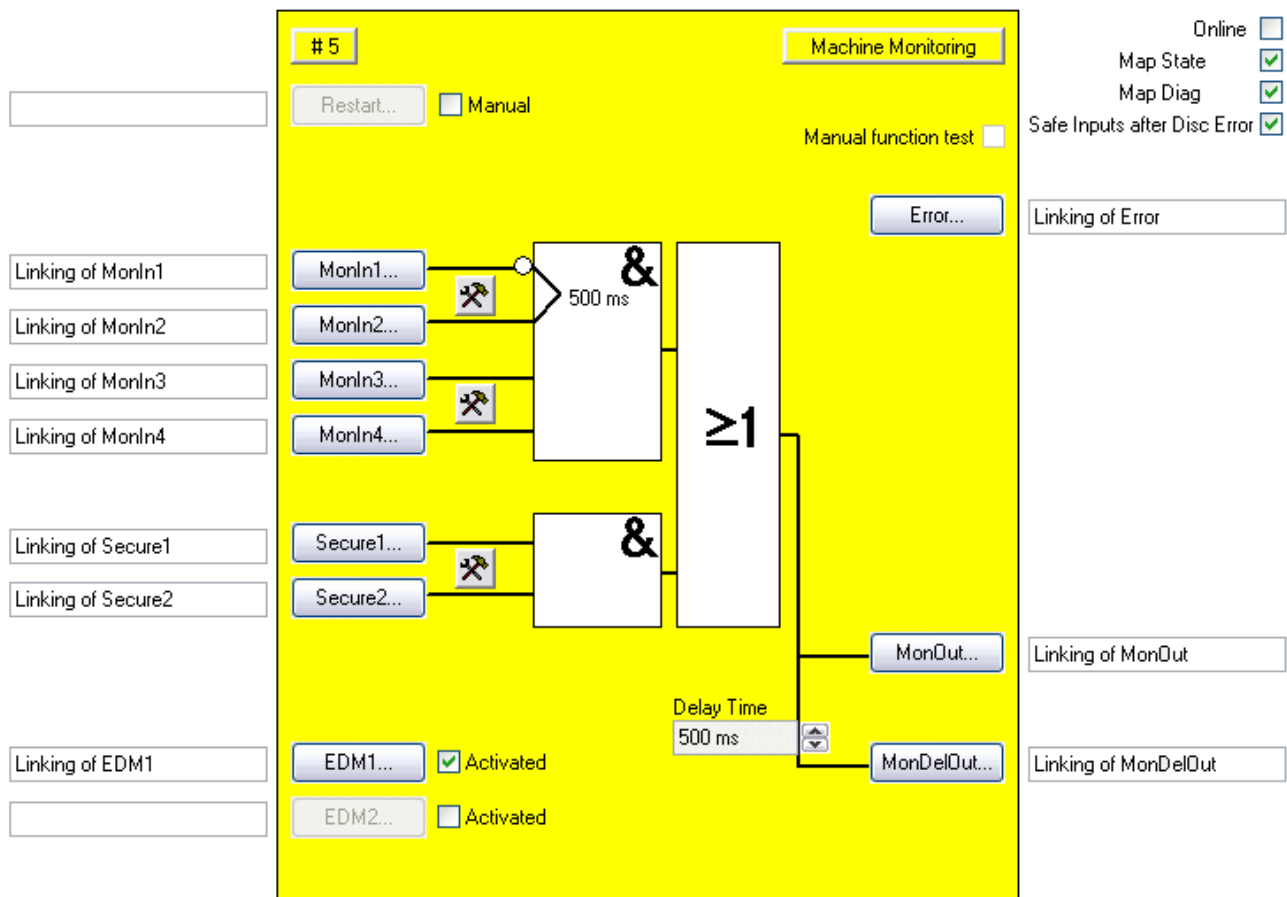 # 5
Machine Monitoring
Online
Map State
Map Diag
Safe Inputs after Disc Error
Restart...
Manual
Manual function test
Error...
Linking of Error
Linking of MonIn1
MonIn1...
&
500 ms
Linking of MonIn2
MonIn2...
Linking of MonIn3
MonIn3...
Linking of MonIn4
MonIn4...
≥1
Linking of Secure1
Secure1...
&
Linking of Secure2
Secure2...
MonOut...
Linking of MonOut
Delay Time
500 ms
Linking of EDM1
EDM1...
Activated
MonDelOut...
Linking of MonDelOut
EDM2...
Activated